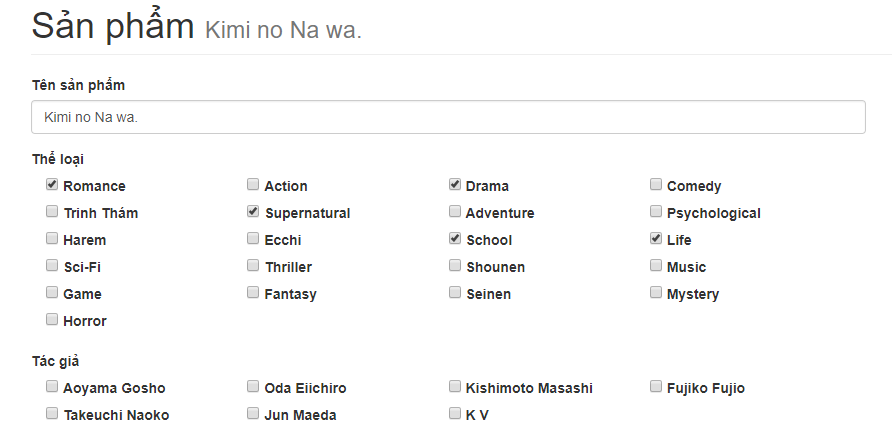 Sản phẩm Kimi no Na wa.
Tên sản phẩm
Kimi no Na wa.
Thể loại
Romance Action Drama Comedy
Trinh Thám Supernatural Adventure Psychological
Harem Ecchi School Life
Sci-Fi Thriller Shounen Music
Game Fantasy Seinen Mystery
Horror
Tác giả
Aoyama Gosho Oda Eiichiro Kishimoto Masashi Fujiko Fujio
Takeuchi Naoko Jun Maeda K V